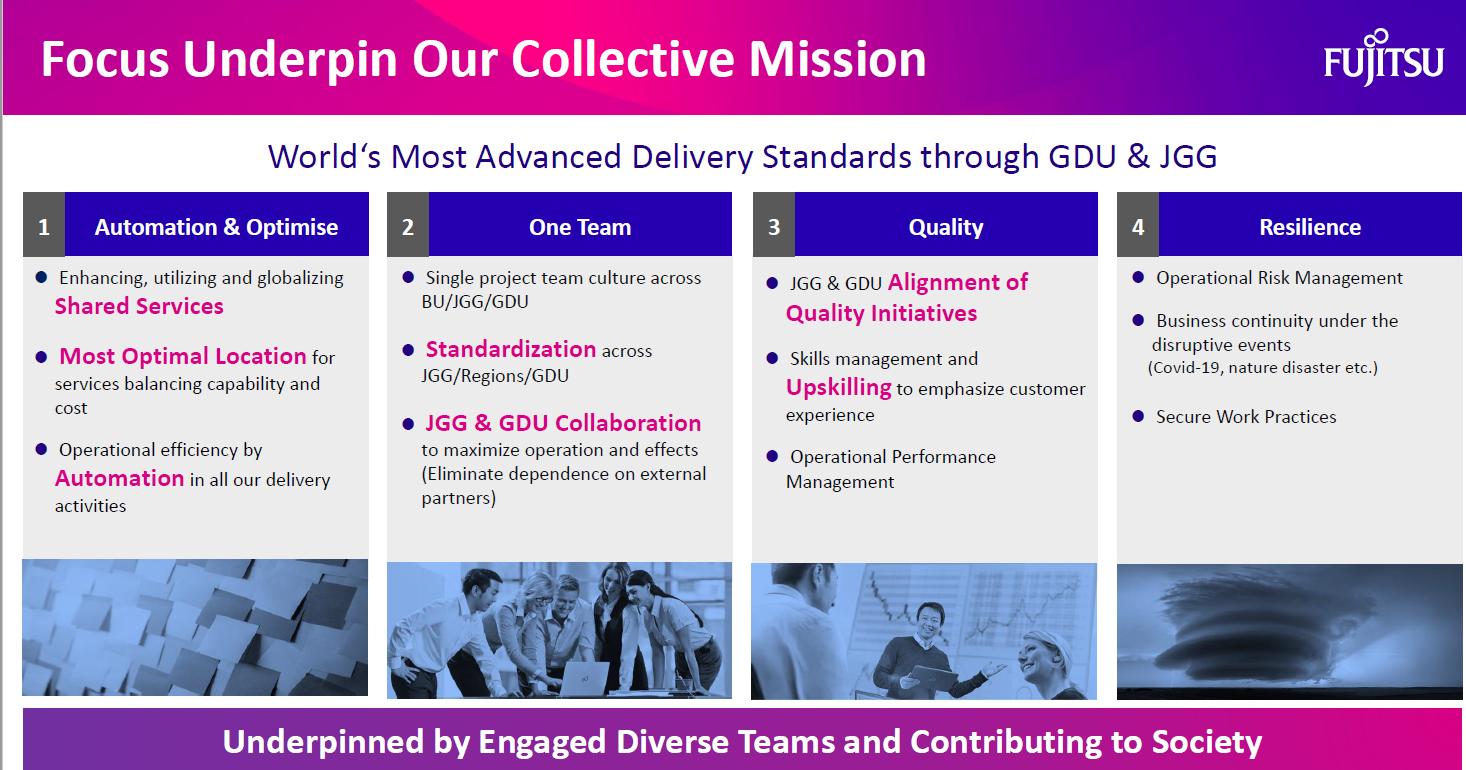 Focus Underpin Our Collective Mission
FUJITSU
World‘s Most Advanced Delivery Standards through GDU & JGG
1 Automation & Optimise
● Enhancing, utilizing and globalizing
Shared Services
● Most Optimal Location for
services balancing capability and
cost
● Operational efficiency by
Automation in all our delivery
activities
2 One Team
● Single project team culture across
BU/JGG/GDU
● Standardization across
JGG/Regions/GDU
● JGG & GDU Collaboration
to maximize operation and effects
(Eliminate dependence on external
partners)
3 Quality
● JGG & GDU Alignment of
Quality Initiatives
● Skills management and
Upskilling to emphasize customer
experience
● Operational Performance
Management
4 Resilience
● Operational Risk Management
● Business continuity under the
disruptive events
(Covid-19, nature disaster etc.)
● Secure Work Practices
Underpinned by Engaged Diverse Teams and Contributing to Society